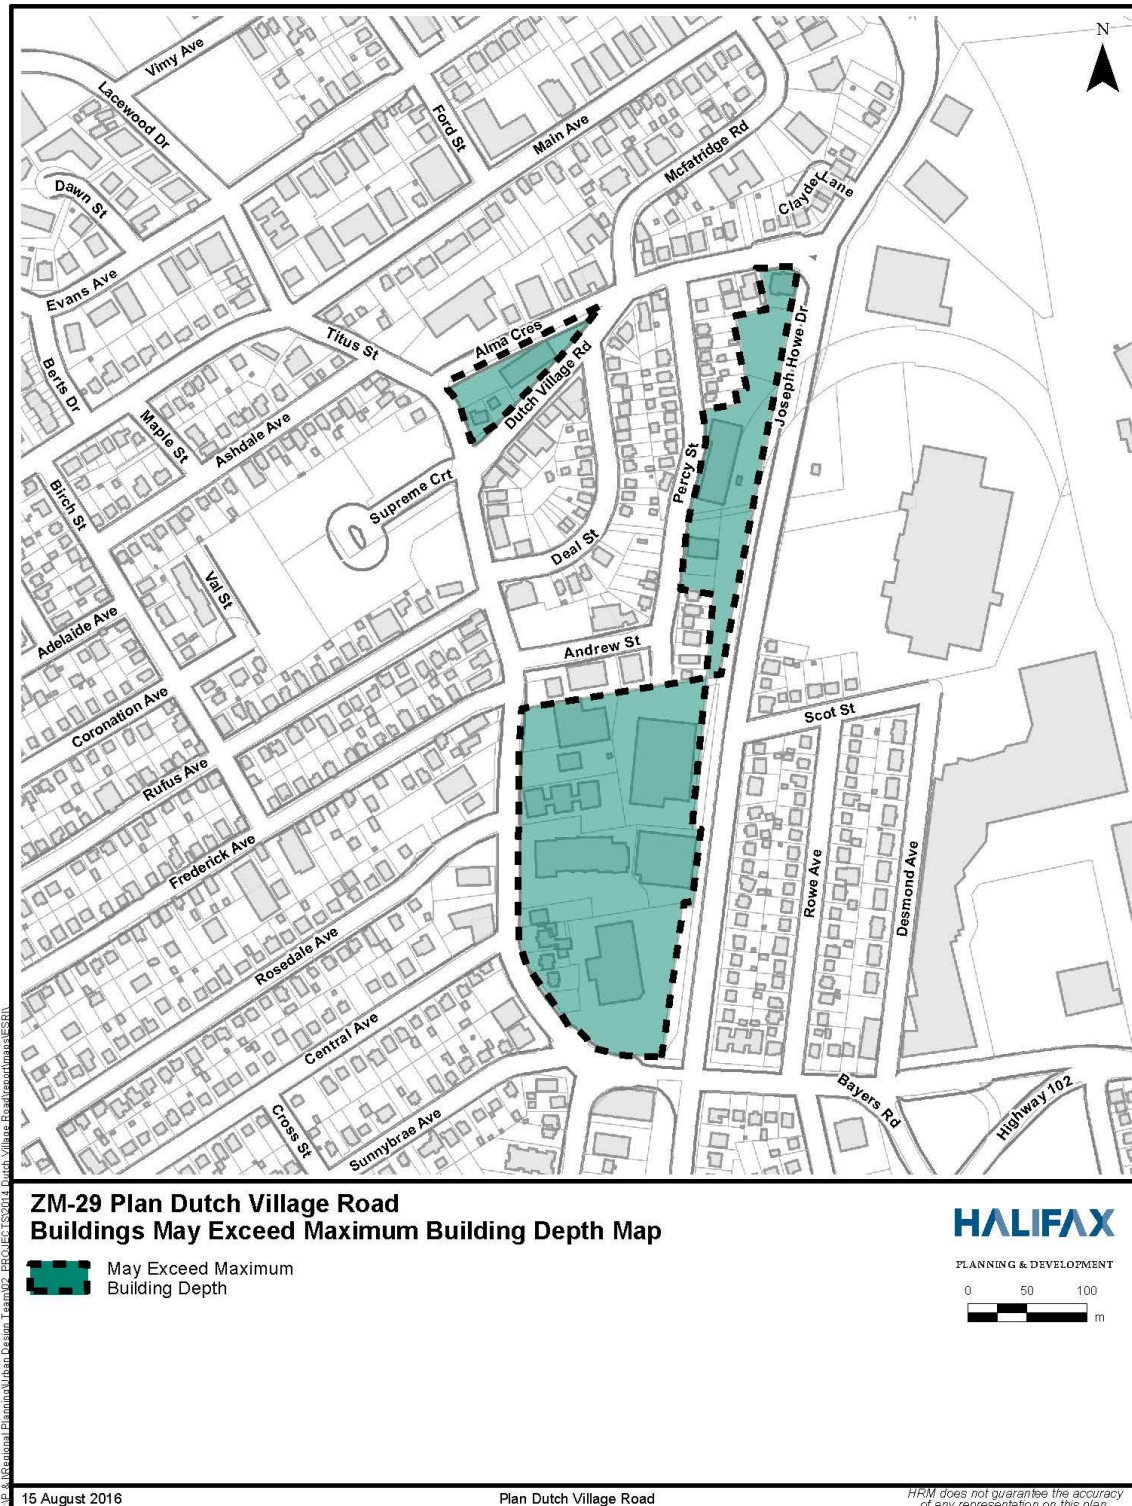 N
Vimy Ave
Lacewood Dr
Ford St
Main Ave
Mcfatridge Rd
Dawn St
Clayder Lane
Evans Ave
Titus St
Alma Cres
Joseph Howe Dr
Dutch Village Rd
Berts Dr
Maple St
Ashdale Ave
Percy St
Supreme Crt
Birch St
Deal St
Val St
Adelaide Ave
Andrew St
Coronation Ave
Scot St
Rufus Ave
Frederick Ave
Rowe Ave
Desmond Ave
Rosedale Ave
Central Ave
Bayers Rd
Highway 102
Cross St
Sunnybrae Ave
ZM-29 Plan Dutch Village Road
Buildings May Exceed Maximum Building Depth Map
May Exceed Maximum
Building Depth
HALIFAX
PLANNING & DEVELOPMENT
0 50 100
m
15 August 2016
Plan Dutch Village Road
HRM does not guarantee the accuracy
of any representation on this plan.